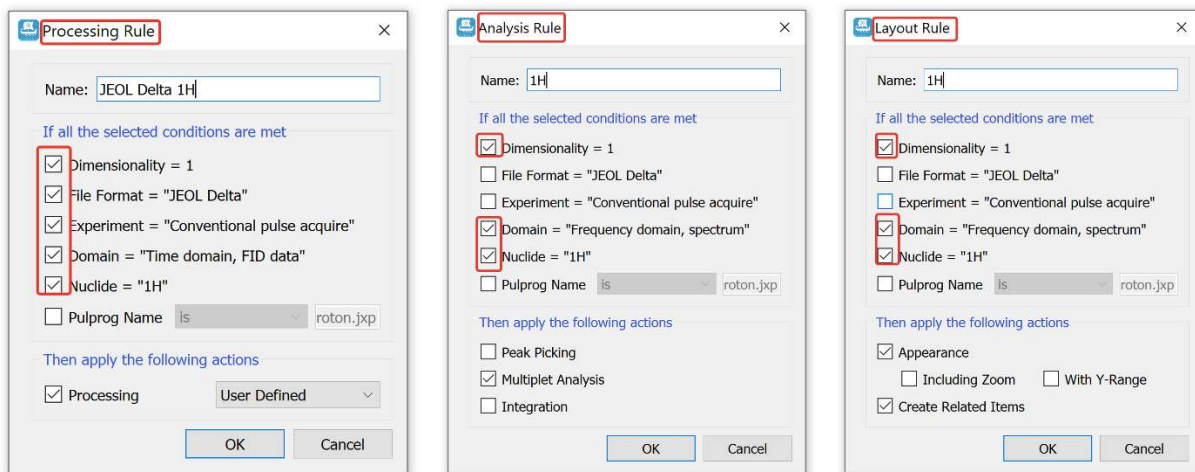 Processing Rule
Name: JEOL Delta 1H
If all the selected conditions are met
Dimensionality = 1
File Format = "JEOL Delta"
Experiment = "Conventional pulse acquire"
Domain = "Time domain, FID data"
Nuclide = "1H"
Pulprog Name is roton.jxp
Then apply the following actions
Processing User Defined
OK Cancel
Analysis Rule
Name: 1H
If all the selected conditions are met
Dimensionality = 1
File Format = "JEOL Delta"
Experiment = "Conventional pulse acquire"
Domain = "Frequency domain, spectrum"
Nuclide = "1H"
Pulprog Name is roton.jxp
Then apply the following actions
Peak Picking
Multiplet Analysis
Integration
OK Cancel
Layout Rule
Name: 1H
If all the selected conditions are met
Dimensionality = 1
File Format = "JEOL Delta"
Experiment = "Conventional pulse acquire"
Domain = "Frequency domain, spectrum"
Nuclide = "1H"
Pulprog Name is roton.jxp
Then apply the following actions
Appearance
Including Zoom With Y-Range
Create Related Items
OK Cancel